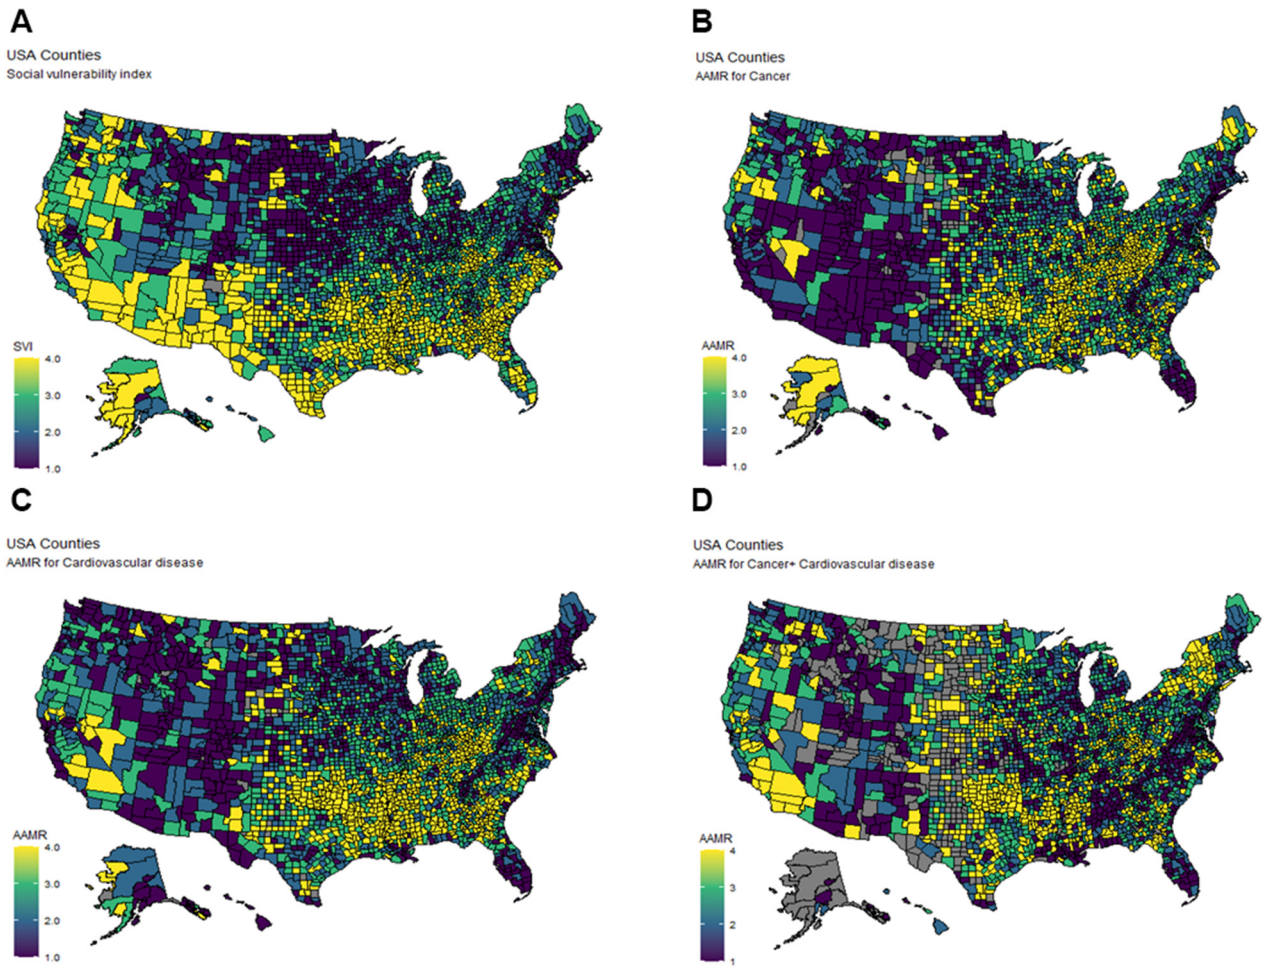 A
USA Counties
Social vulnerability index
SVI
4.0
3.0
2.0
1.0
B
USA Counties
AAMR for Cancer
AAMR
4.0
3.0
2.0
1.0
C
USA Counties
AAMR for Cardiovascular disease
AAMR
4.0
3.0
2.0
1.0
D
USA Counties
AAMR for Cancer+ Cardiovascular disease
AAMR
4
3
2
1